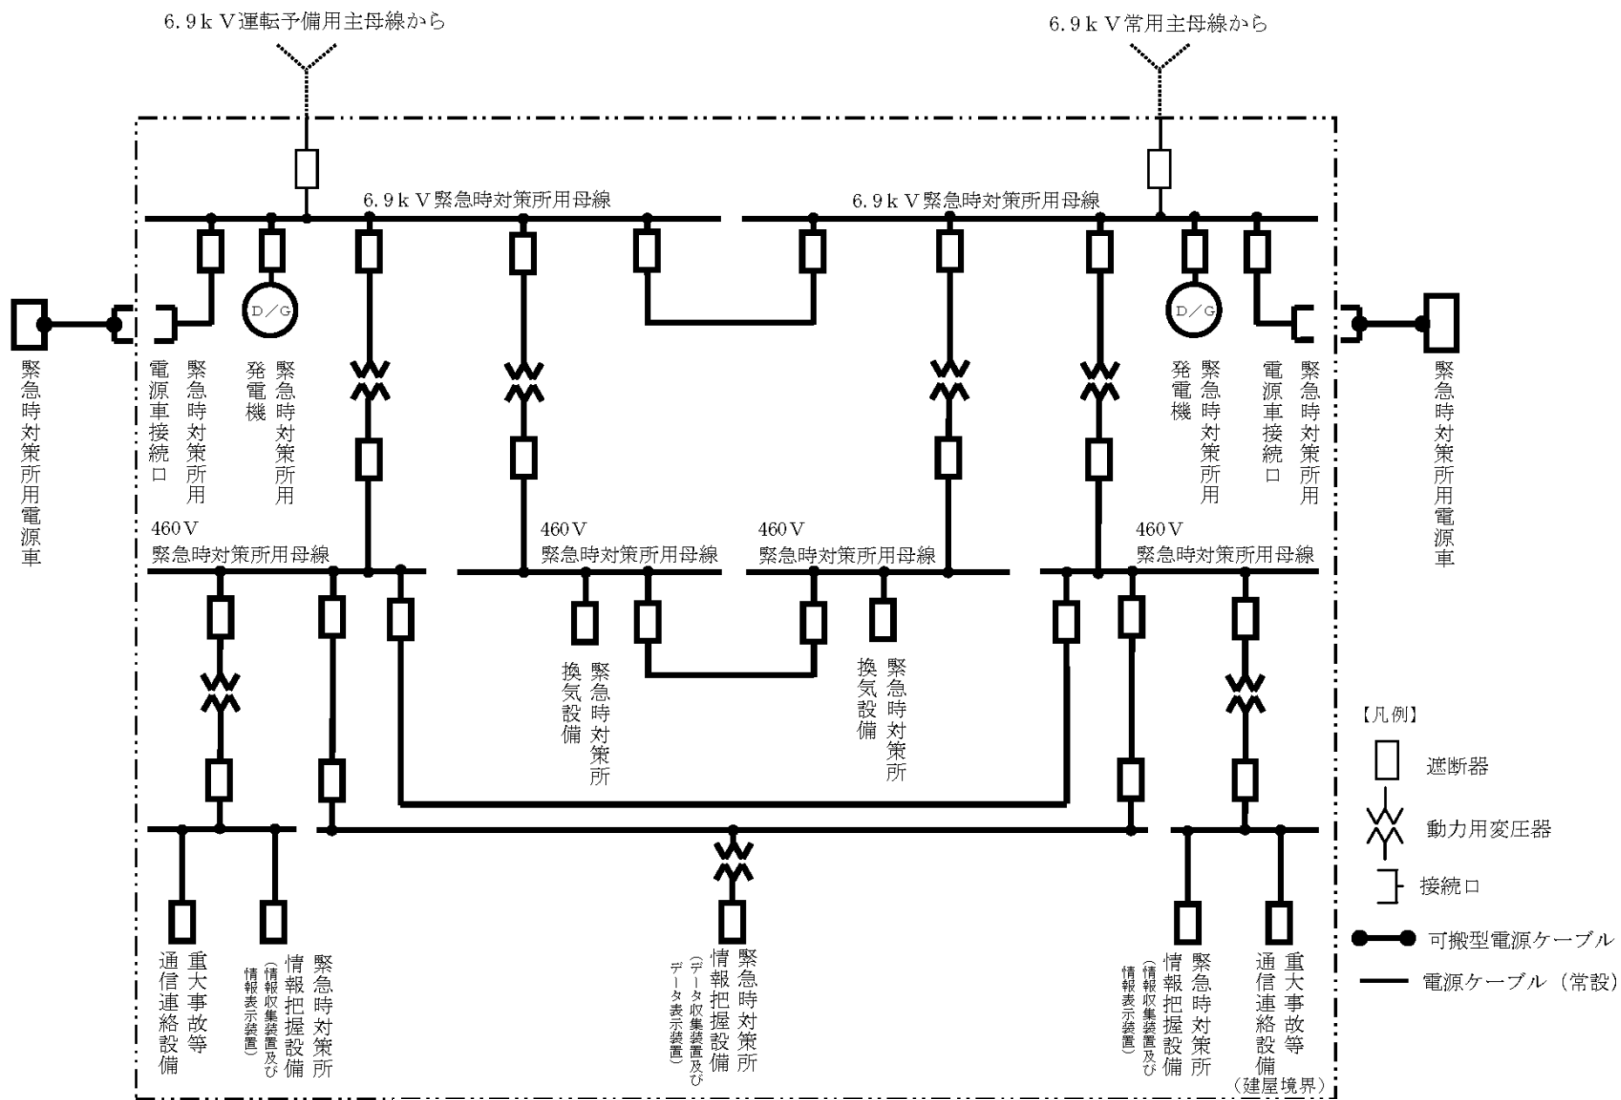 6.9kV運転予備用主母線から
6.9kV常用主母線から
6.9kV緊急時対策所用母線
6.9kV緊急時対策所用母線
D/G
D/G
緊急時対策所用電源車
緊急時対策所用
電源車接続口
緊急時対策所用
発電機
緊急時対策所用
発電機
緊急時対策所用
電源車接続口
緊急時対策所用電源車
460V
緊急時対策所用母線
460V
緊急時対策所用母線
460V
緊急時対策所用母線
460V
緊急時対策所用母線
緊急時対策所
換気設備
緊急時対策所
換気設備
【凡例】
遮断器
動力用変圧器
接続口
可搬型電源ケーブル
電源ケーブル(常設)
重大事故等
通信連絡設備
緊急時対策所
情報把握設備
(情報収集装置及び
情報表示装置)
緊急時対策所
情報把握設備
(データ収集装置及び
データ表示装置)
緊急時対策所
情報把握設備
(情報収集装置及び
情報表示装置)
重大事故等
通信連絡設備
(建屋境界)